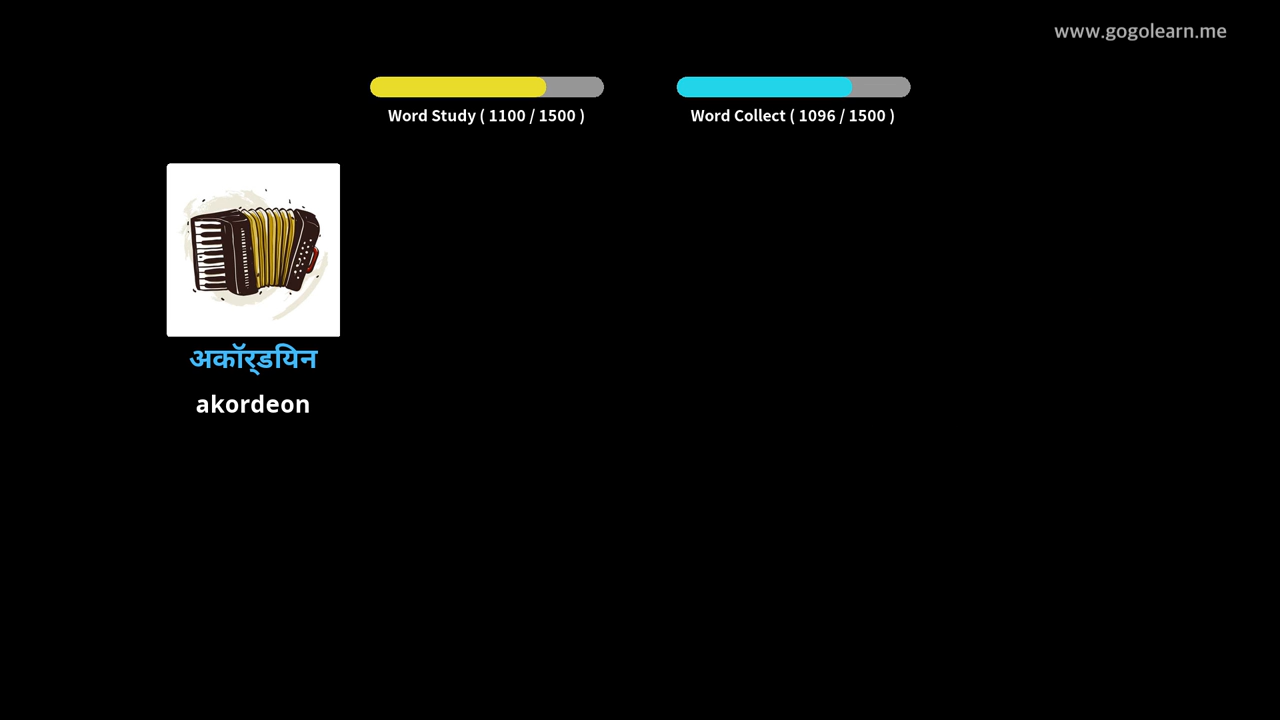 www.gogolearn.me
Word Study ( 1100 / 1500 )
Word Collect ( 1096 / 1500 )
अकॉर्डियन
akordeon